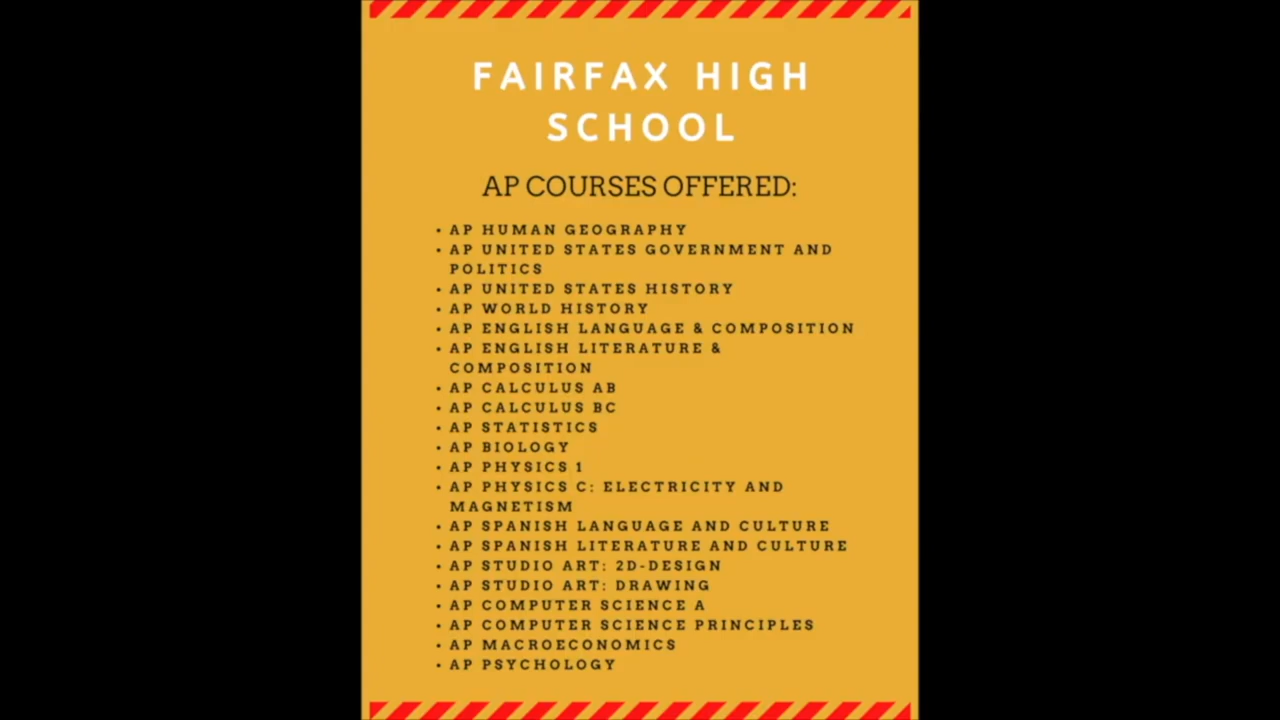 FAIRFAX HIGH
SCHOOL
AP COURSES OFFERED:
• AP HUMAN GEOGRAPHY
• AP UNITED STATES GOVERNMENT AND
POLITICS
• AP UNITED STATES HISTORY
• AP WORLD HISTORY
• AP ENGLISH LANGUAGE & COMPOSITION
• AP ENGLISH LITERATURE &
COMPOSITION
• AP CALCULUS AB
• AP CALCULUS BC
• AP STATISTICS
• AP BIOLOGY
• AP PHYSICS 1
• AP PHYSICS C: ELECTRICITY AND
MAGNETISM
• AP SPANISH LANGUAGE AND CULTURE
• AP SPANISH LITERATURE AND CULTURE
• AP STUDIO ART: 2D-DESIGN
• AP STUDIO ART: DRAWING
• AP COMPUTER SCIENCE A
• AP COMPUTER SCIENCE PRINCIPLES
• AP MACROECONOMICS
• AP PSYCHOLOGY